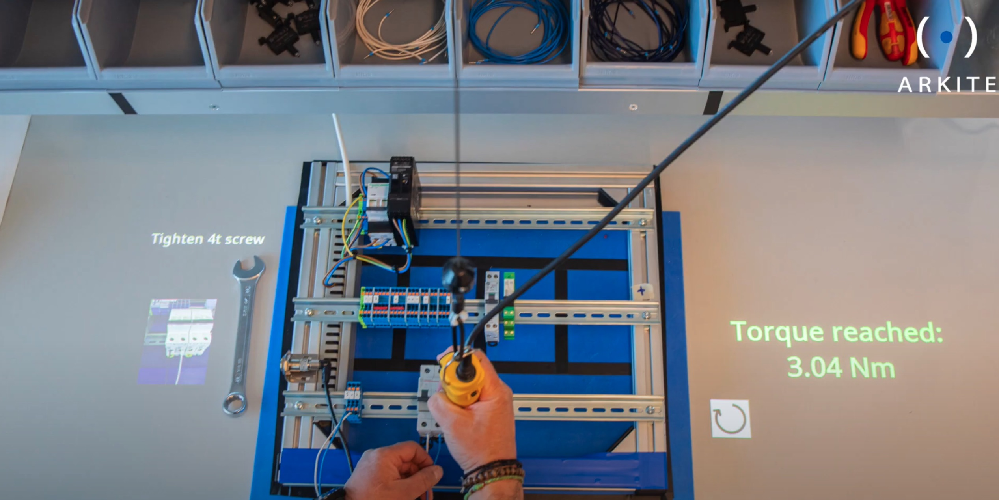 ARKITE
Tighten 4t screw
Torque reached:
3.04 Nm